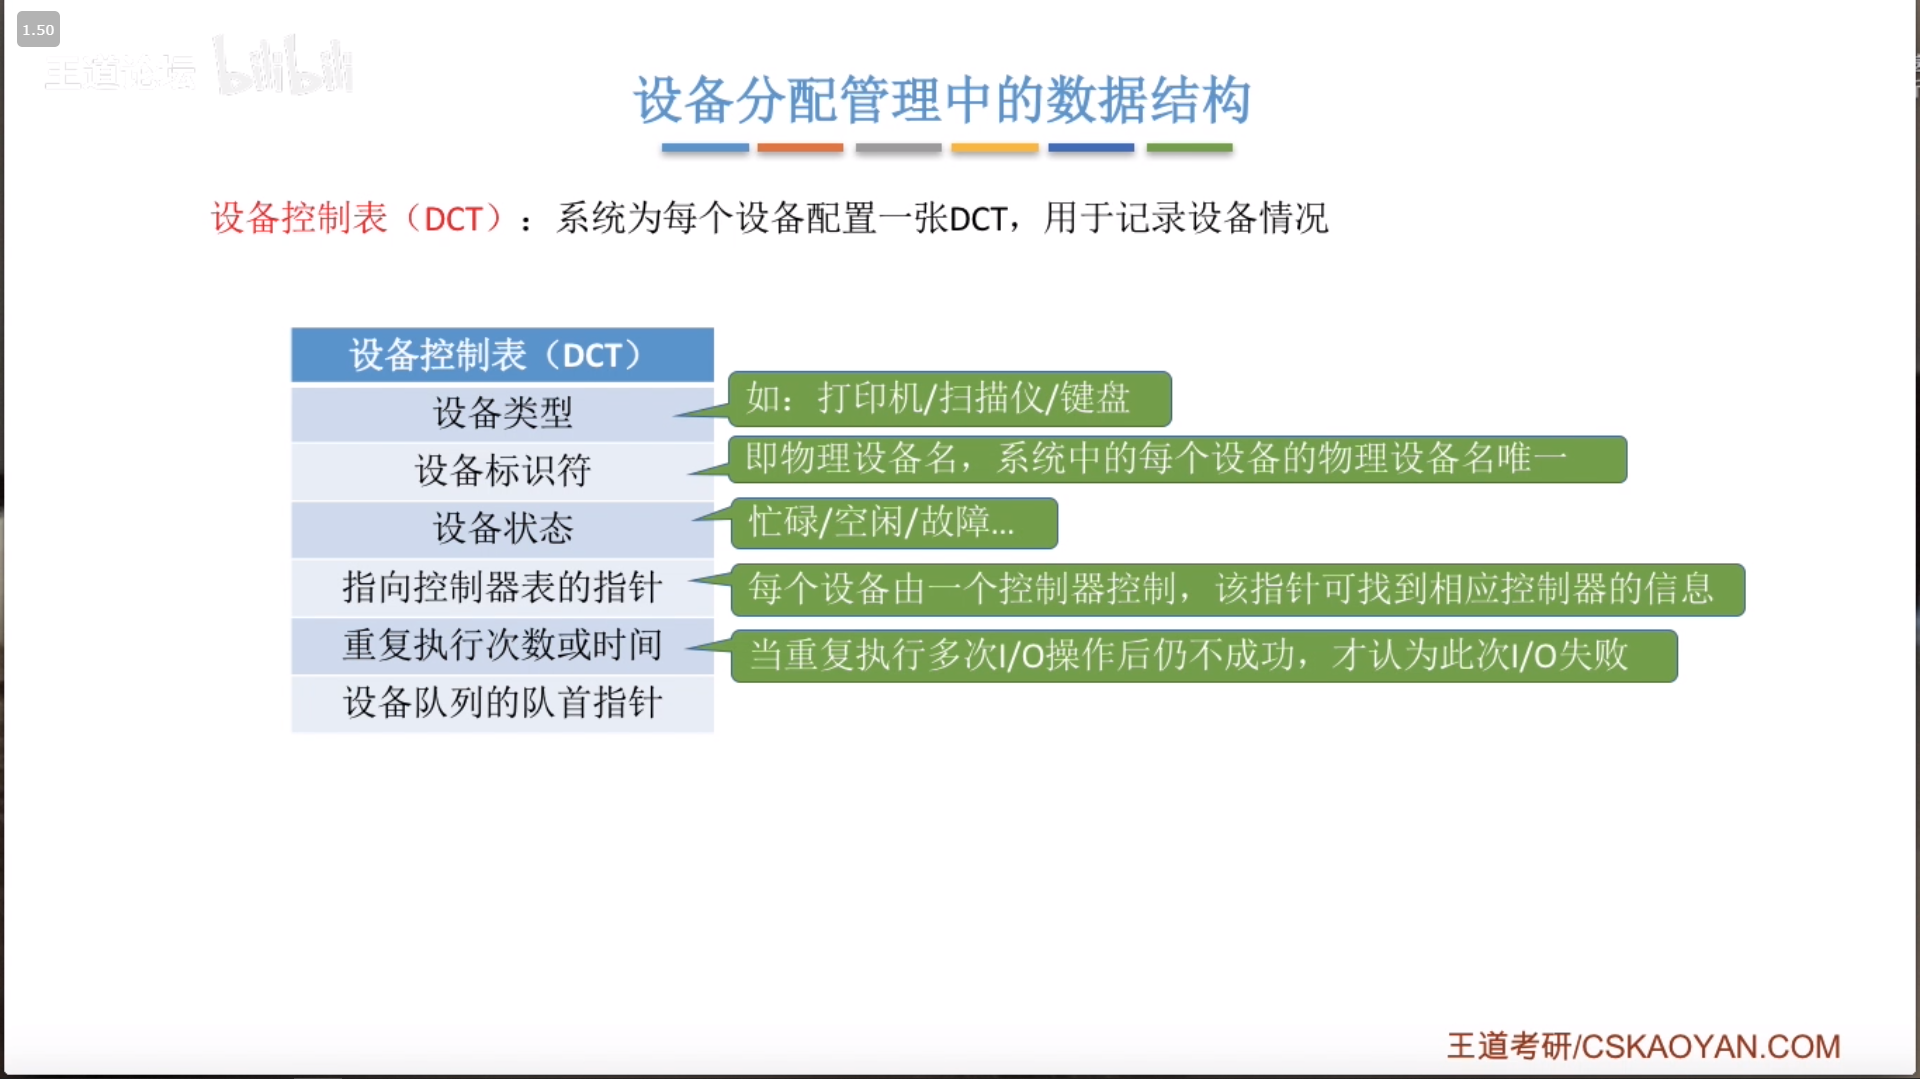 1.50
王道论坛 bilibili
设备分配管理中的数据结构
设备控制表（DCT）：系统为每个设备配置一张DCT，用于记录设备情况
设备控制表（DCT）
设备类型
如：打印机/扫描仪/键盘
设备标识符
即物理设备名，系统中的每个设备的物理设备名唯一
设备状态
忙碌/空闲/故障...
指向控制器表的指针
每个设备由一个控制器控制，该指针可找到相应控制器的信息
重复执行次数或时间
当重复执行多次I/O操作后仍不成功，才认为此次I/O失败
设备队列的队首指针
王道考研/CSKAOYAN.COM